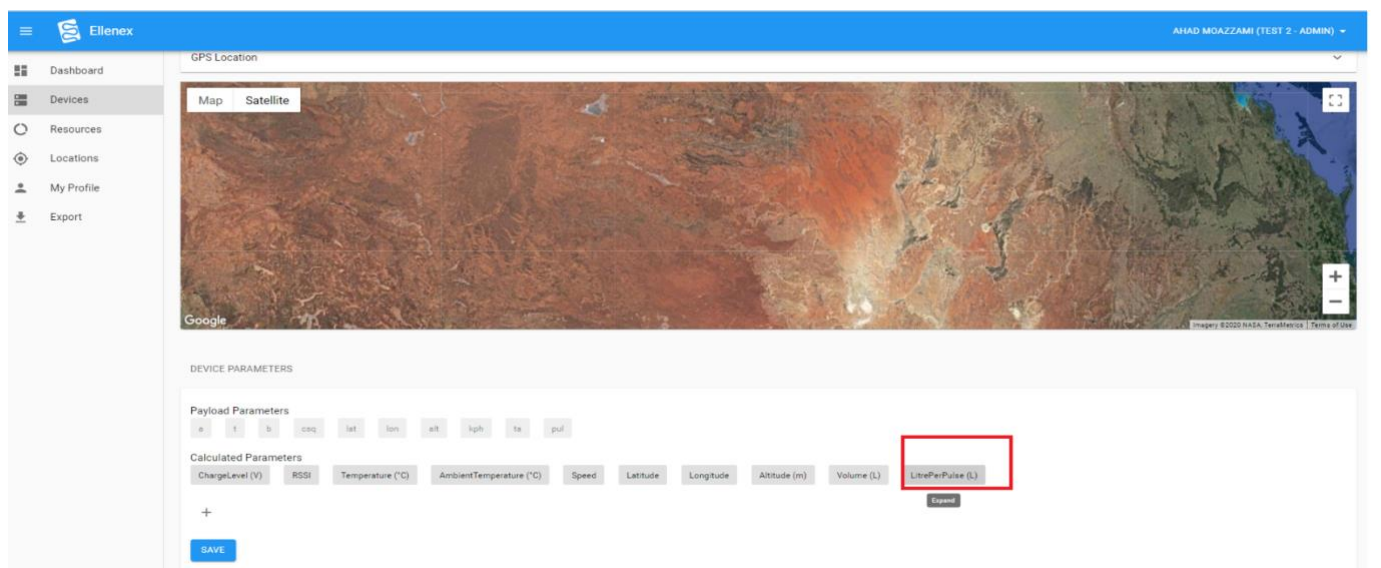 Ellenex
AHAD MOAZZAMI (TEST 2 - ADMIN)
Dashboard
Devices
Resources
Locations
My Profile
Export
GPS Location
Map Satellite
Google
Imagery ©2020 NASA, TerraMetrics Terms of Use
DEVICE PARAMETERS
Payload Parameters
a t b csq lat lon alt kph ta pul
Calculated Parameters
ChargeLevel (V) RSSI Temperature (°C) AmbientTemperature (°C) Speed Latitude Longitude Altitude (m) Volume (L) LitrePerPulse (L)
Expand
+
SAVE